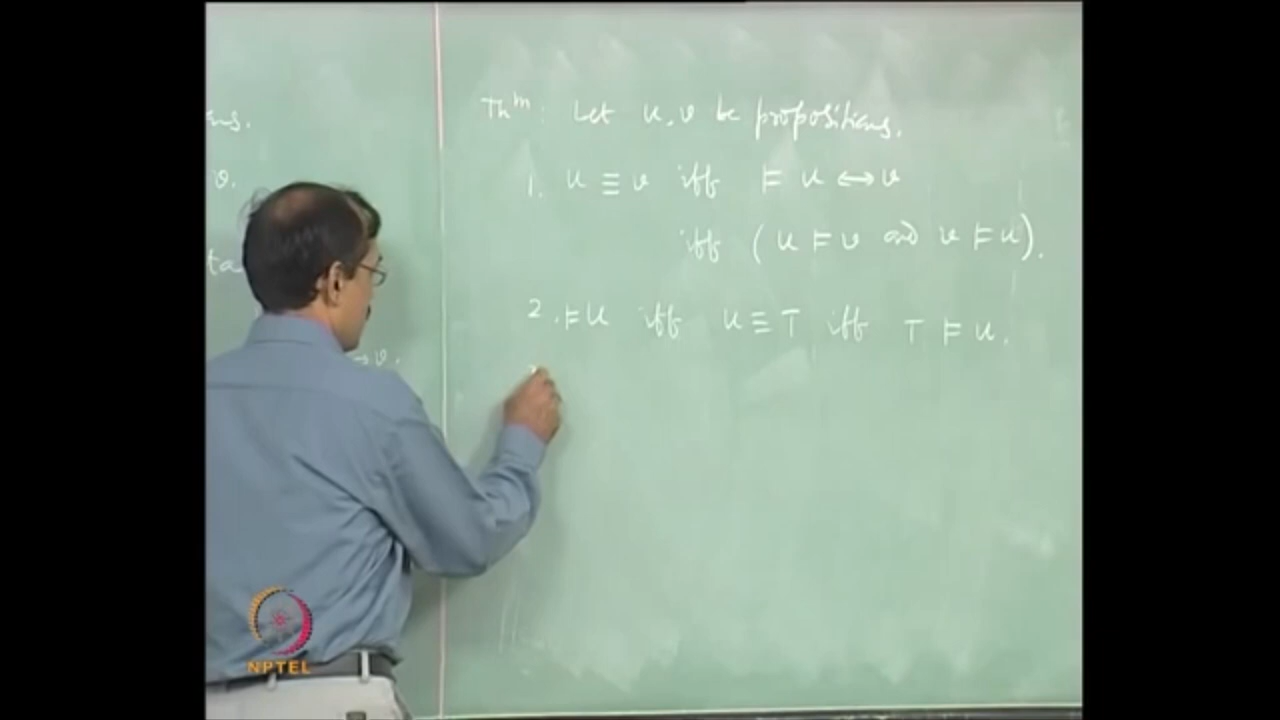 Thᵐ: Let u, v be propositions.
1. u ≡ v iff ⊨ u ↔ v
iff (u ⊨ v and v ⊨ u).
2. ⊨ u iff u ≡ ⊤ iff ⊤ ⊨ u.
v.
→ v.
NPTEL